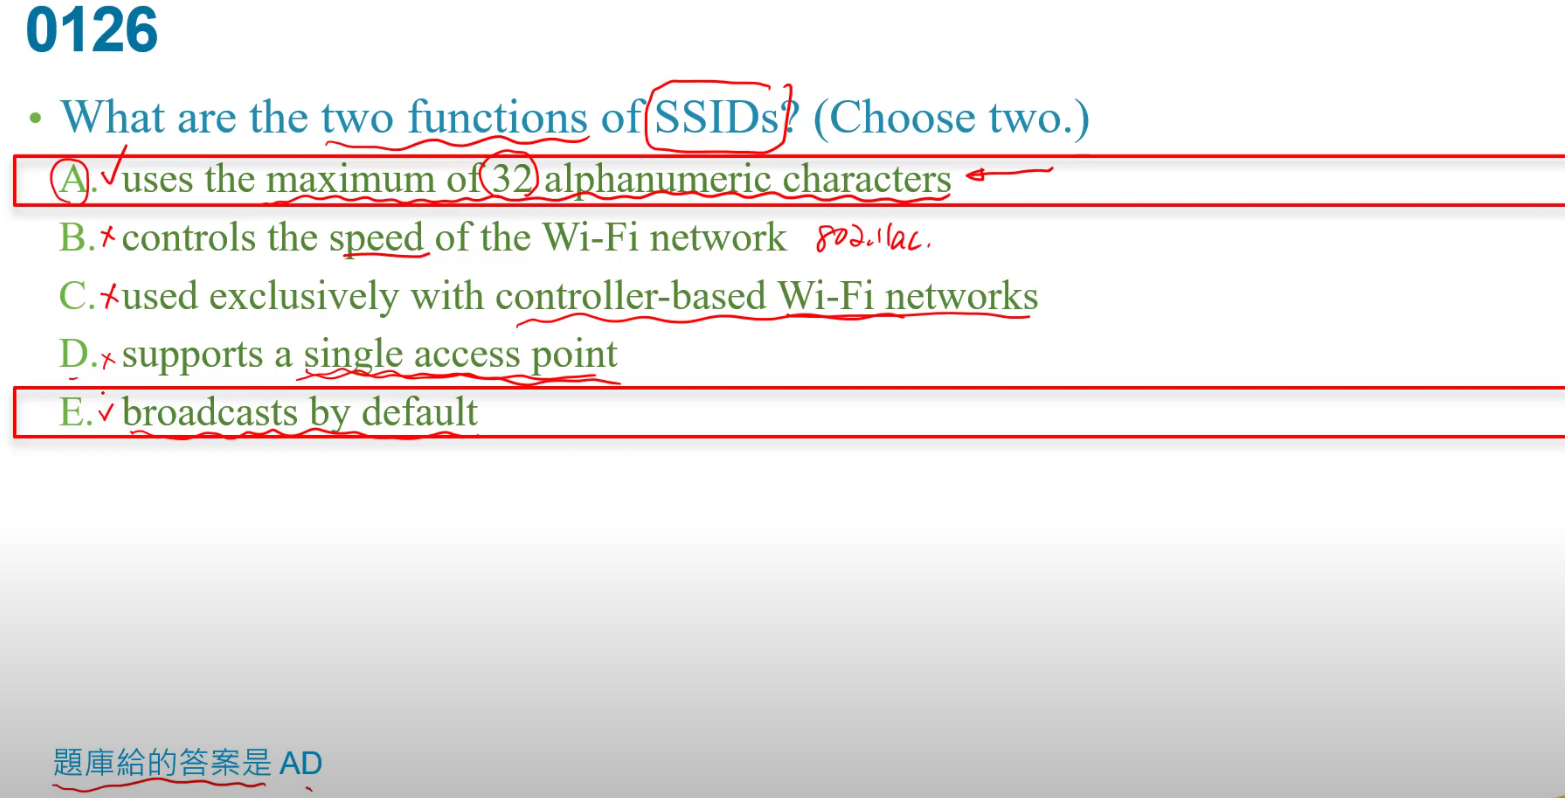 0126
• What are the two functions of SSIDs? (Choose two.)
A. uses the maximum of 32 alphanumeric characters
B. controls the speed of the Wi-Fi network 802.11ac.
C. used exclusively with controller-based Wi-Fi networks
D. supports a single access point
E. broadcasts by default
題庫給的答案是 AD